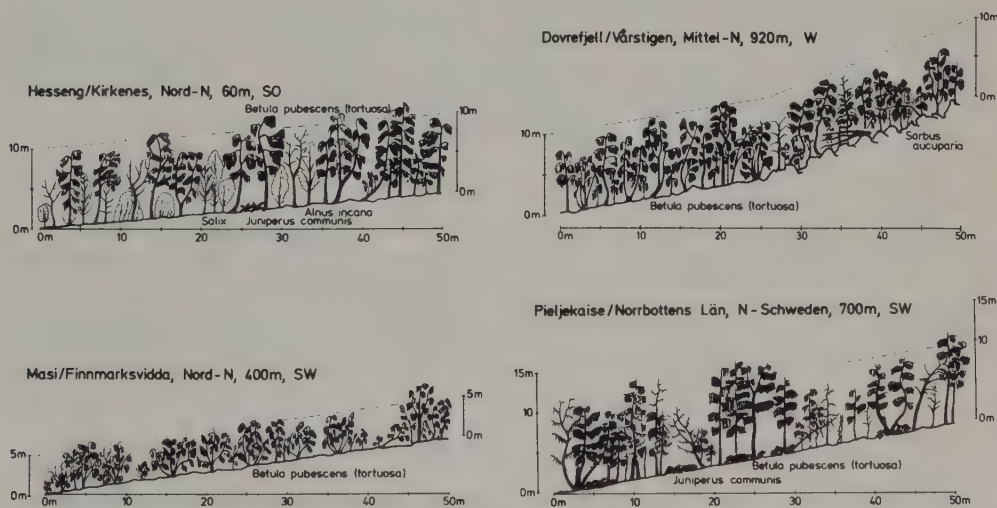 Hesseng/Kirkenes, Nord-N, 60m, SO
Betula pubescens (tortuosa)
10m
10m
0m
0m
Salix Juniperus communis Alnus incana
0m 10 20 30 40 50m
Dovrefjell/Vårstigen, Mittel-N, 920m, W
10m
0m
10m
0m
Sorbus
aucuparia
Betula pubescens (tortuosa)
0m 10 20 30 40 50m
Masi/Finnmarksvidda, Nord-N, 400m, SW
5m
0m
5m
0m
Betula pubescens (tortuosa)
0m 10 20 30 40 50m
Pieljekaise/Norrbottens Län, N-Schweden, 700m, SW
15m
10
0m
15m
10
0m
Betula pubescens (tortuosa)
Juniperus communis
0m 10 20 30 40 50m